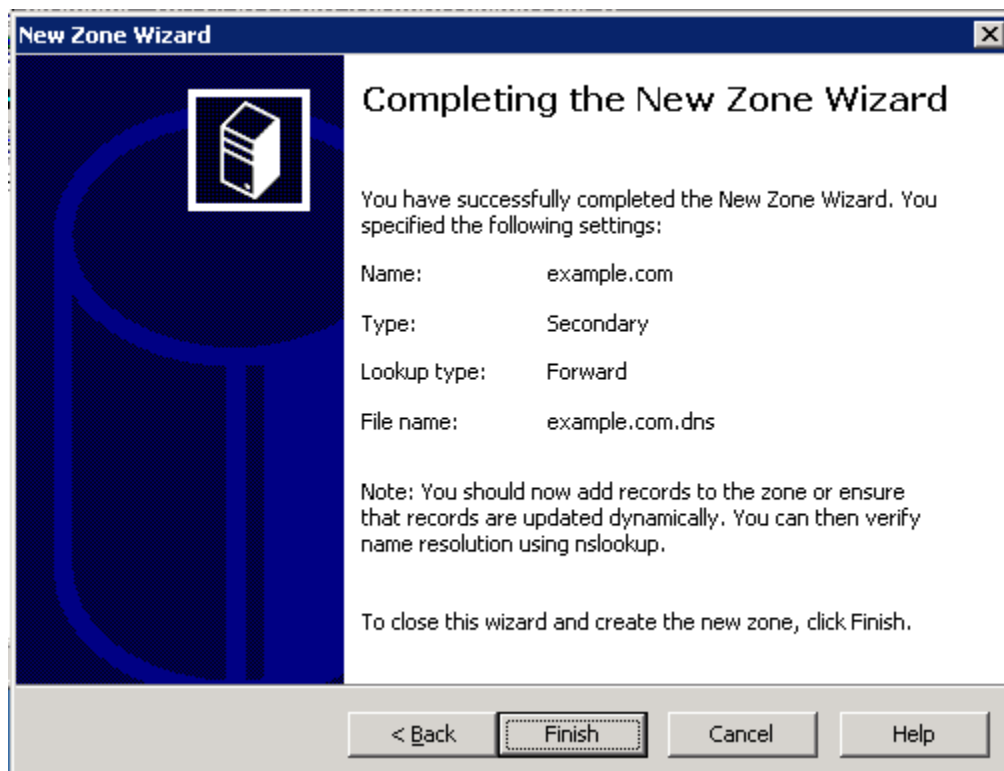 New Zone Wizard
Completing the New Zone Wizard
You have successfully completed the New Zone Wizard. You
specified the following settings:
Name: example.com
Type: Secondary
Lookup type: Forward
File name: example.com.dns
Note: You should now add records to the zone or ensure
that records are updated dynamically. You can then verify
name resolution using nslookup.
To close this wizard and create the new zone, click Finish.
< Back Finish Cancel Help